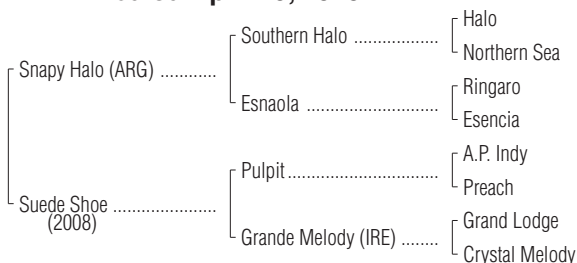 Halo
Southern Halo ....................
Northern Sea
Snapy Halo (ARG) ............
Ringaro
Esnaola ...............................
Esencia
A.P. Indy
Pulpit...................................
Preach
Suede Shoe ......................
(2008)
Grand Lodge
Grande Melody (IRE) ........
Crystal Melody